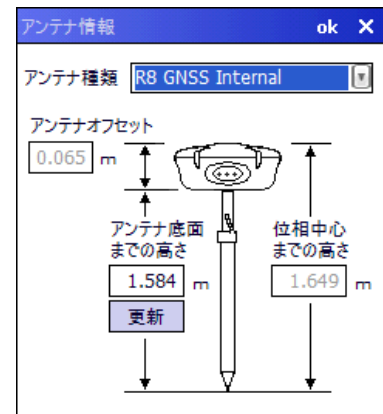 アンテナ情報 ok ×
アンテナ種類 R8 GNSS Internal
アンテナオフセット
0.065 m
アンテナ底面 位相中心
までの高さ までの高さ
1.584 m 1.649 m
更新